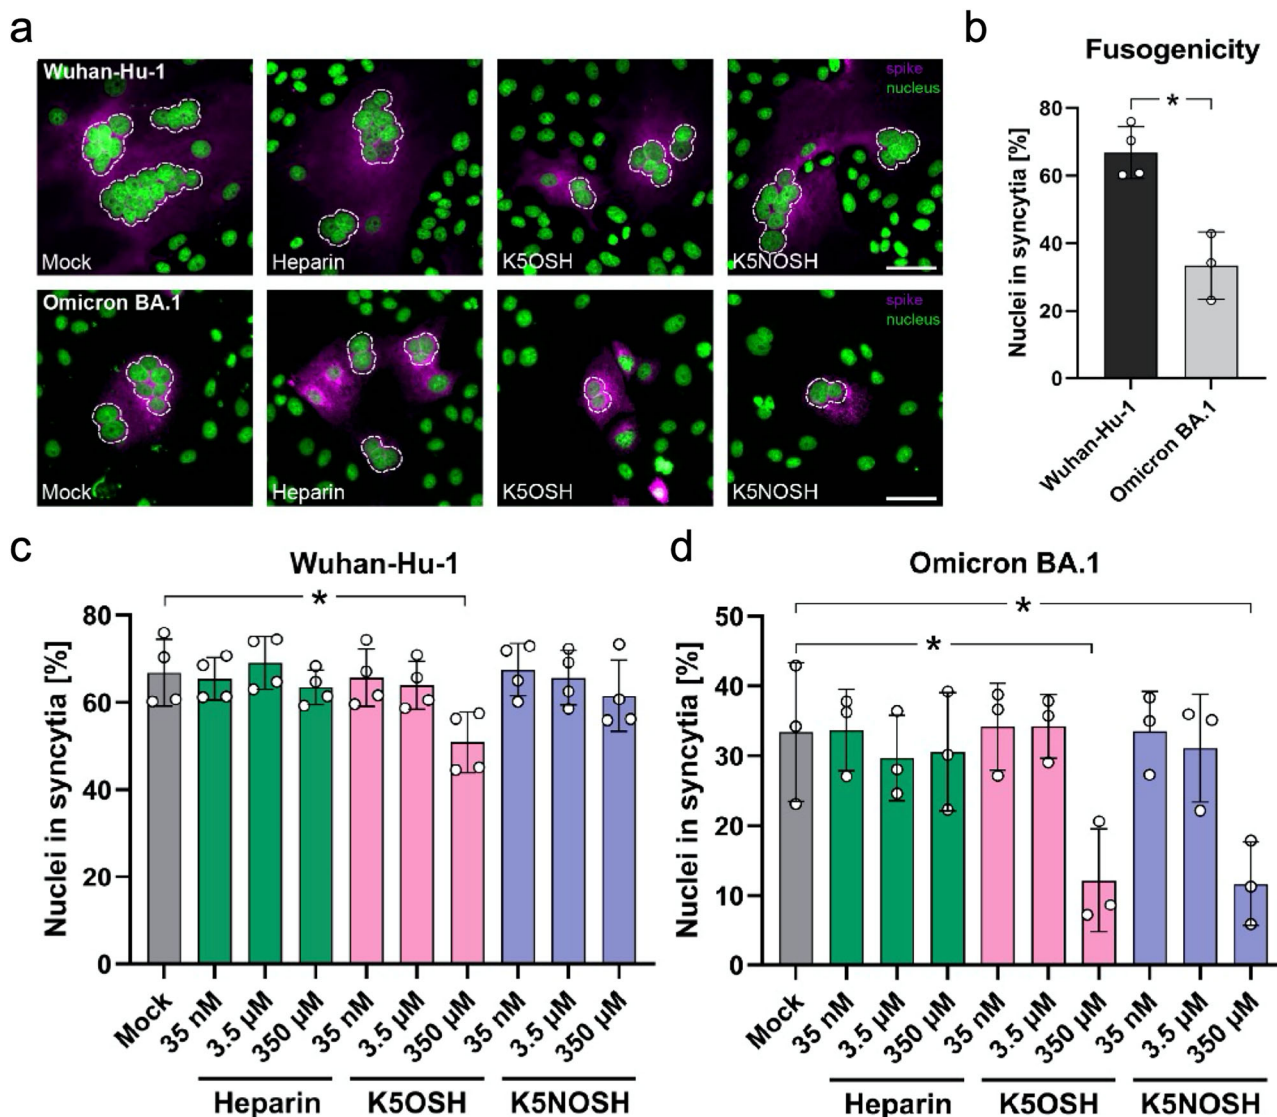 a
Wuhan-Hu-1
spike
nucleus
Mock
Heparin
K5OSH
K5NOSH
Omicron BA.1
spike
nucleus
Mock
Heparin
K5OSH
K5NOSH
b
Fusogenicity
Nuclei in syncytia [%]
80
60
40
20
0
*
Wuhan-Hu-1
Omicron BA.1
c
Wuhan-Hu-1
Nuclei in syncytia [%]
80
60
40
20
0
*
Mock
35 nM
3.5 µM
350 µM
35 nM
3.5 µM
350 µM
35 nM
3.5 µM
350 µM
Heparin
K5OSH
K5NOSH
d
Omicron BA.1
Nuclei in syncytia [%]
50
40
30
20
10
0
*
*
Mock
35 nM
3.5 µM
350 µM
35 nM
3.5 µM
350 µM
35 nM
3.5 µM
350 µM
Heparin
K5OSH
K5NOSH